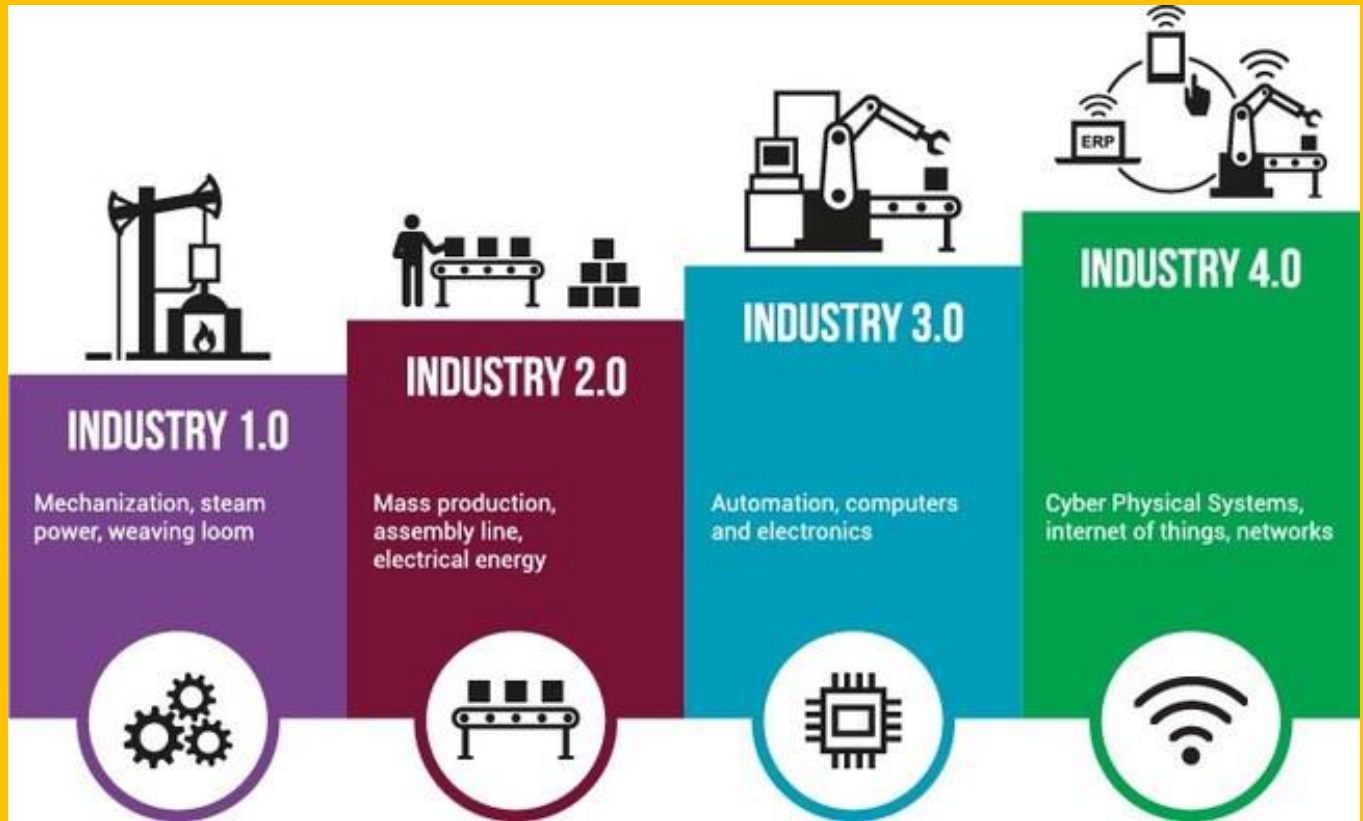 ERP
INDUSTRY 1.0
Mechanization, steam
power, weaving loom
INDUSTRY 2.0
Mass production,
assembly line,
electrical energy
INDUSTRY 3.0
Automation, computers
and electronics
INDUSTRY 4.0
Cyber Physical Systems,
internet of things, networks